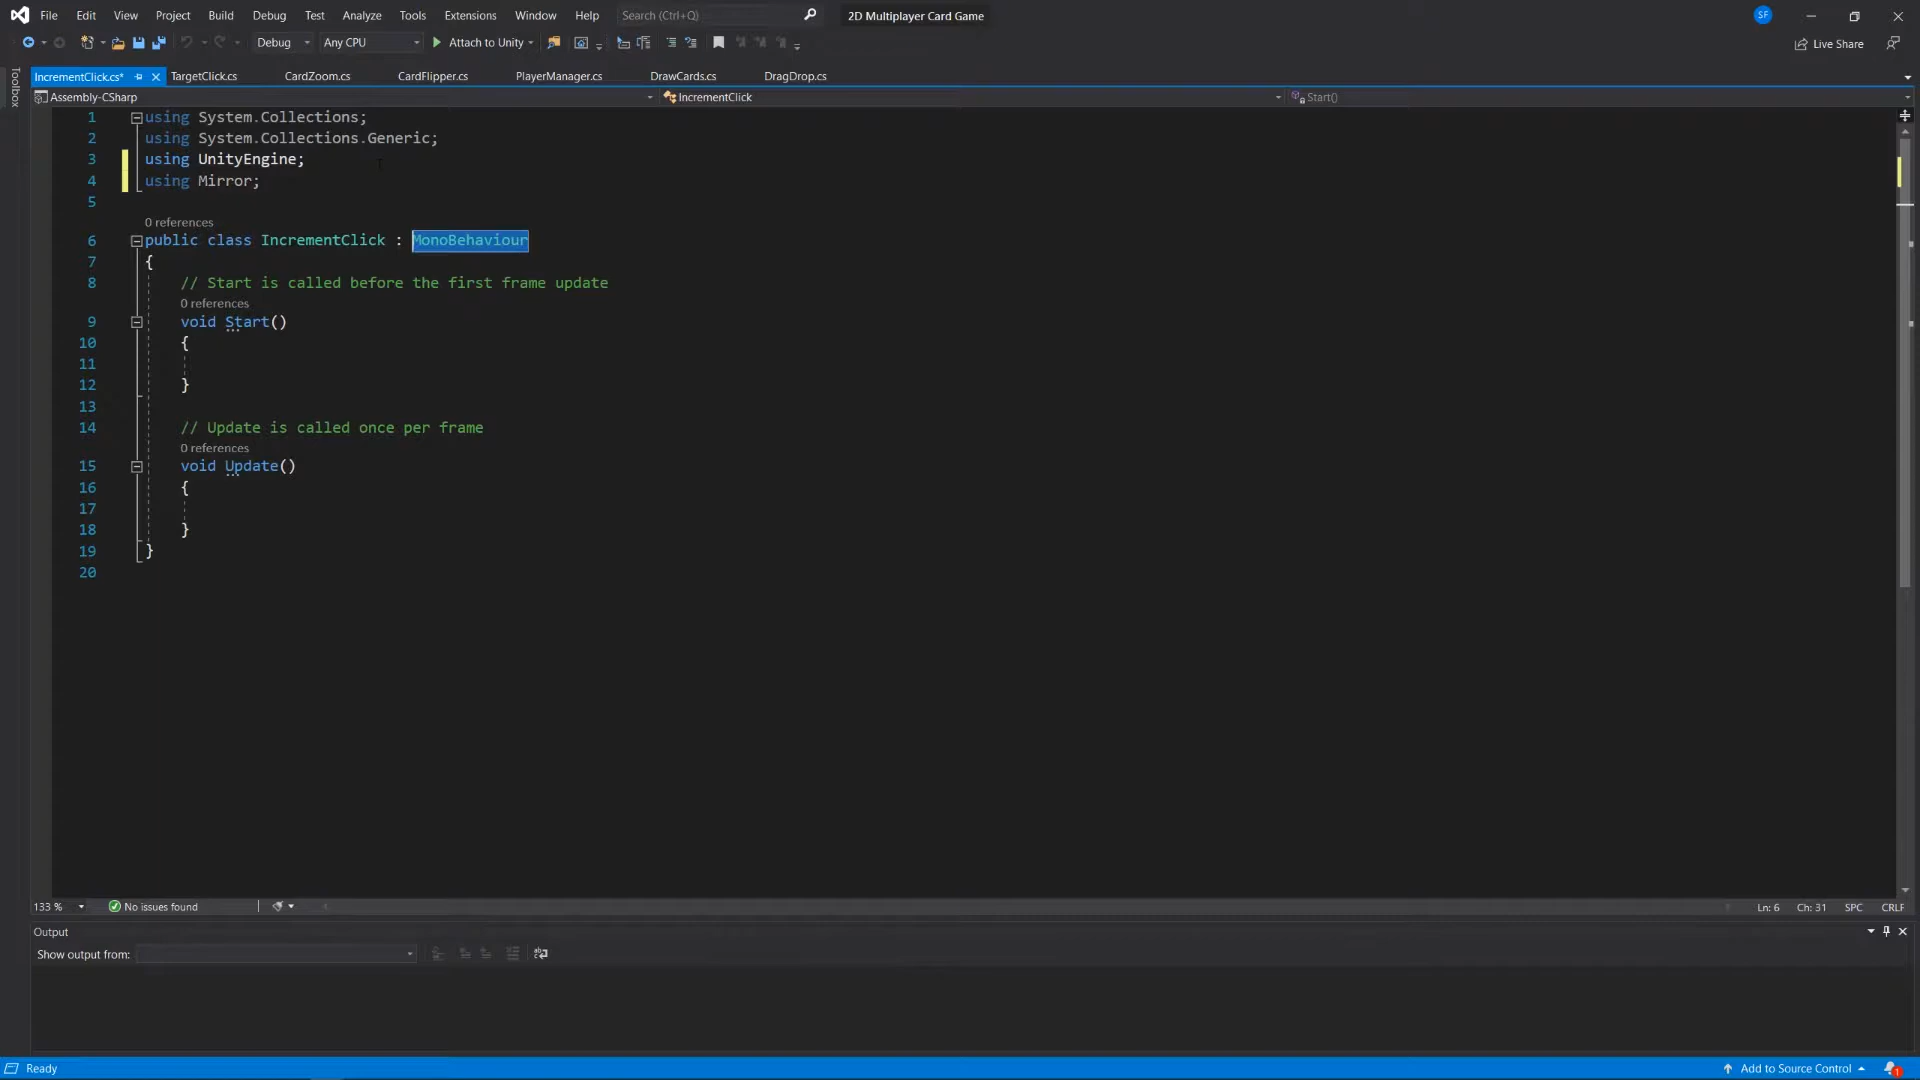 File Edit View Project Build Debug Test Analyze Tools Extensions Window Help Search (Ctrl+Q) 2D Multiplayer Card Game SF
Debug Any CPU Attach to Unity Live Share
Toolbox
IncrementClick.cs* TargetClick.cs CardZoom.cs CardFlipper.cs PlayerManager.cs DrawCards.cs DragDrop.cs
Assembly-CSharp IncrementClick Start()
1 using System.Collections;
2 using System.Collections.Generic;
3 using UnityEngine;
4 using Mirror;
5
0 references
6 public class IncrementClick : MonoBehaviour
7 {
8 // Start is called before the first frame update
0 references
9 void Start()
10 {
11
12 }
13
14 // Update is called once per frame
0 references
15 void Update()
16 {
17
18 }
19 }
20
133 % No issues found Ln: 6 Ch: 31 SPC CRLF
Output
Show output from:
Ready Add to Source Control 1